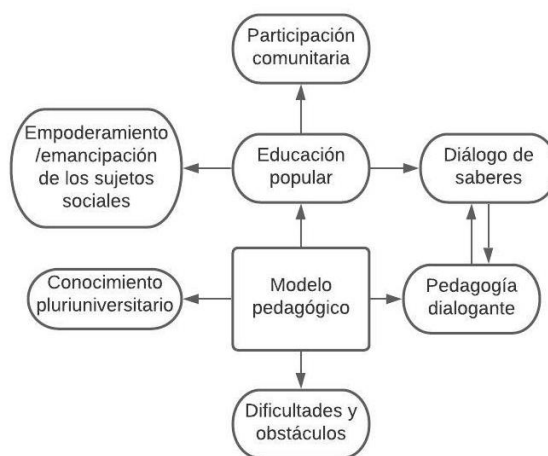 Participación
comunitaria
Empoderamiento
/emancipación
de los sujetos
sociales
Educación
popular
Diálogo de
saberes
Conocimiento
pluriuniversitario
Modelo
pedagógico
Pedagogía
dialogante
Dificultades y
obstáculos